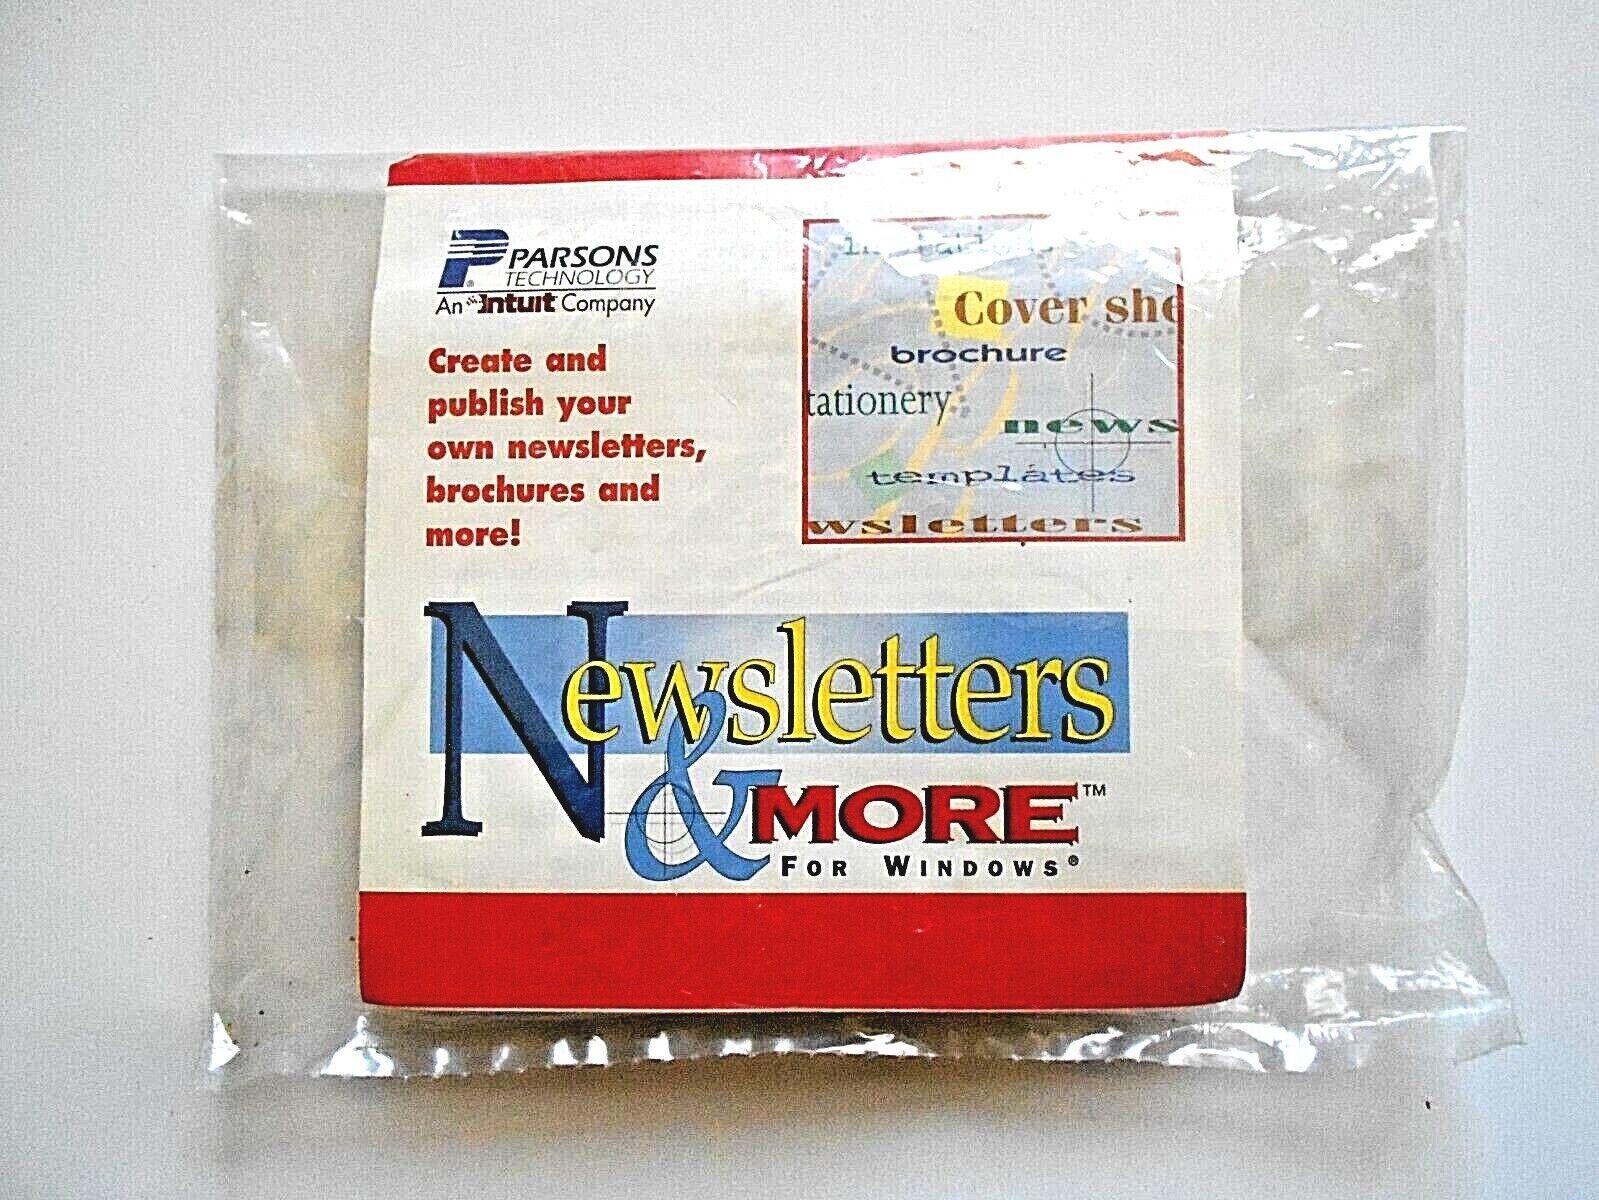 PARSONS
TECHNOLOGY
An Intuit Company
Create and
publish your
own newsletters,
brochures and
more!
Cover she
brochure
tationery
news
templates
wsletters
Newsletters
& MORE™
FOR WINDOWS®